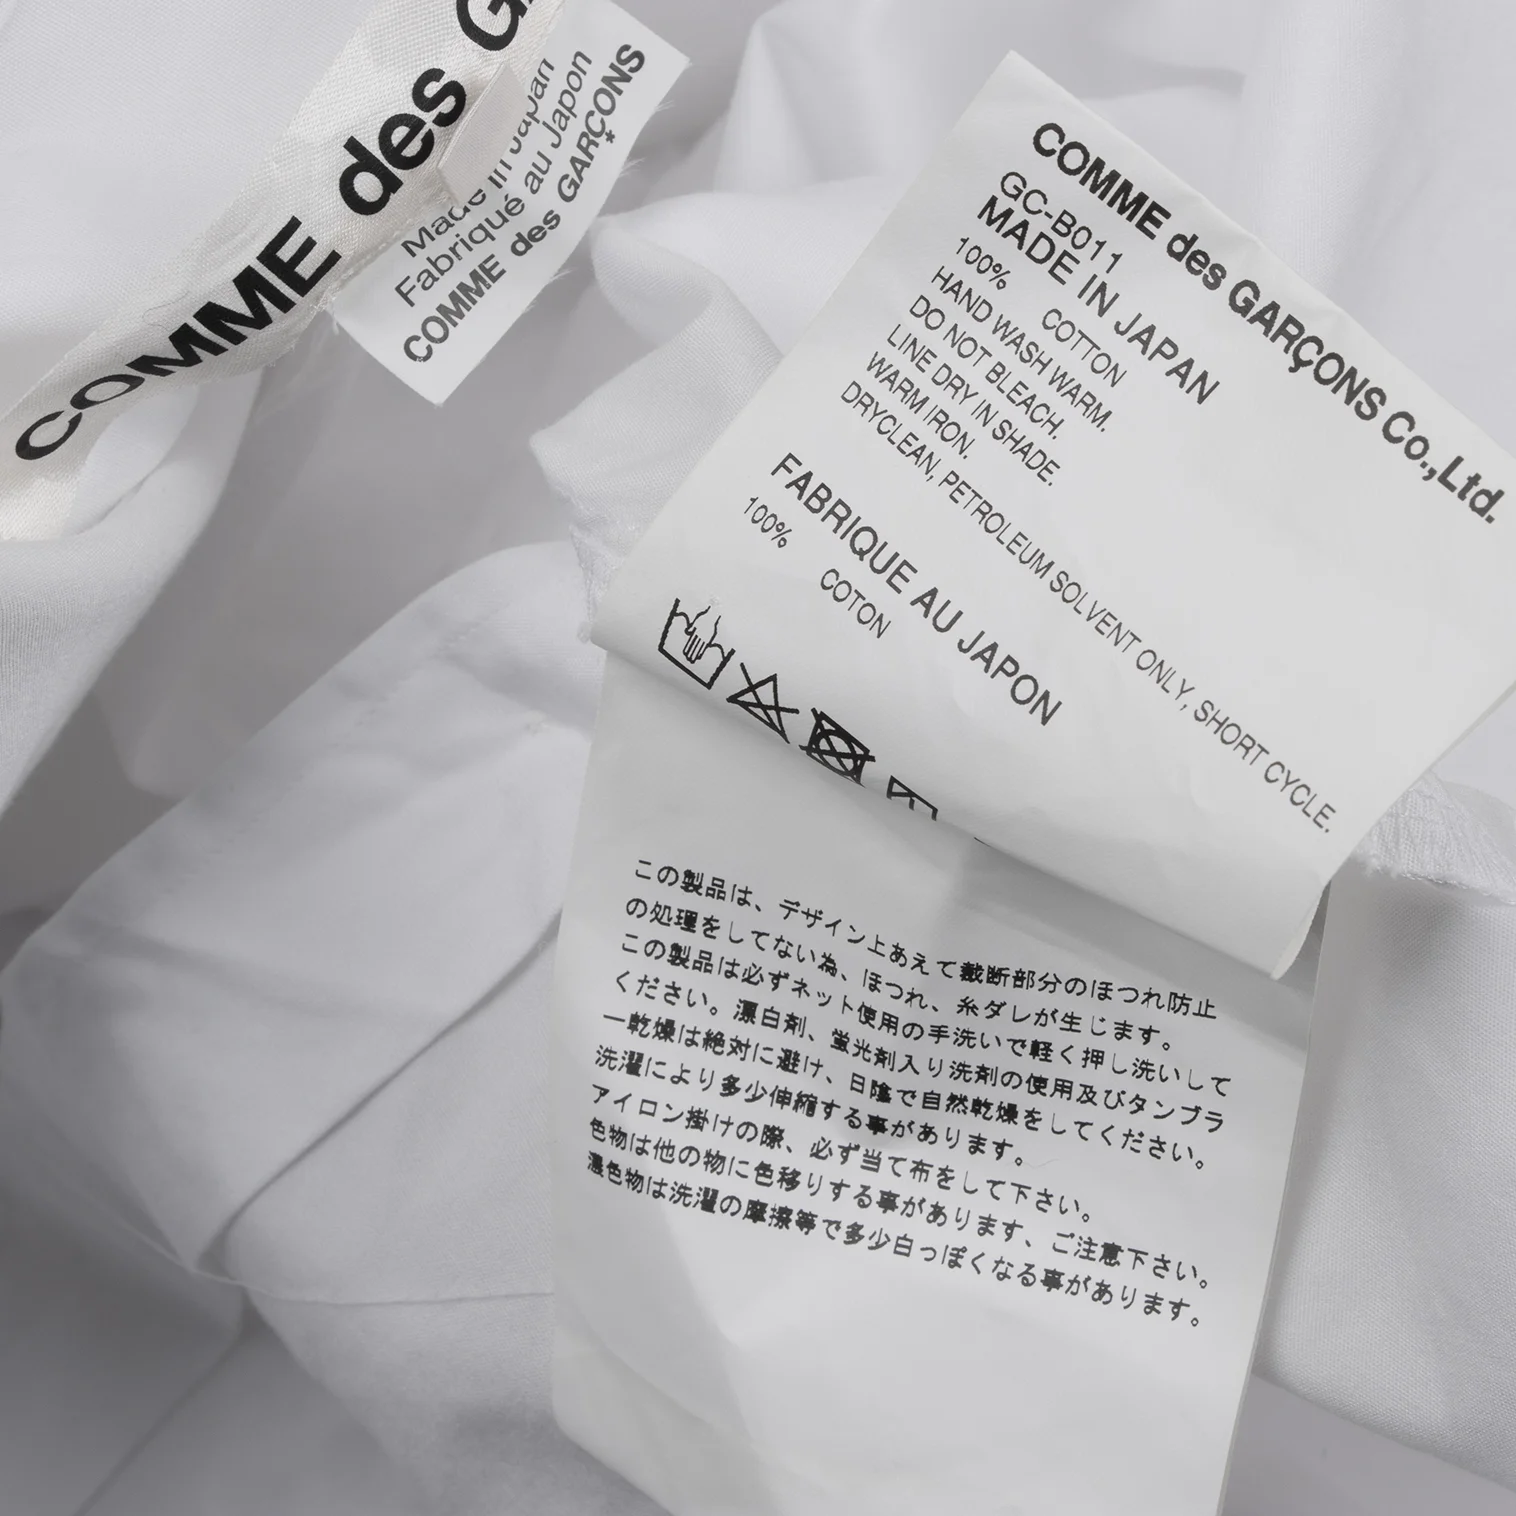 COMME des G
Made in Japan
Fabriqué au Japon
COMME des GARÇONS
COMME des GARÇONS Co.,Ltd.
GC-B011
MADE IN JAPAN
100% COTTON
HAND WASH WARM.
DO NOT BLEACH.
LINE DRY IN SHADE.
WARM IRON.
DRYCLEAN, PETROLEUM SOLVENT ONLY, SHORT CYCLE.
FABRIQUE AU JAPON
100% COTON
この製品は、デザイン上あえて裁断部分のほつれ防止
の処理をしてない為、ほつれ、糸ダレが生じます。
この製品は必ずネット使用の手洗いで軽く押し洗いして
ください。漂白剤、蛍光剤入り洗剤の使用及びタンブラ
ー乾燥は絶対に避け、日陰で自然乾燥をしてください。
洗濯により多少伸縮する事があります。
アイロン掛けの際、必ず当て布をして下さい。
色物は他の物に色移りする事があります、ご注意下さい。
濃色物は洗濯の摩擦等で多少白っぽくなる事があります。